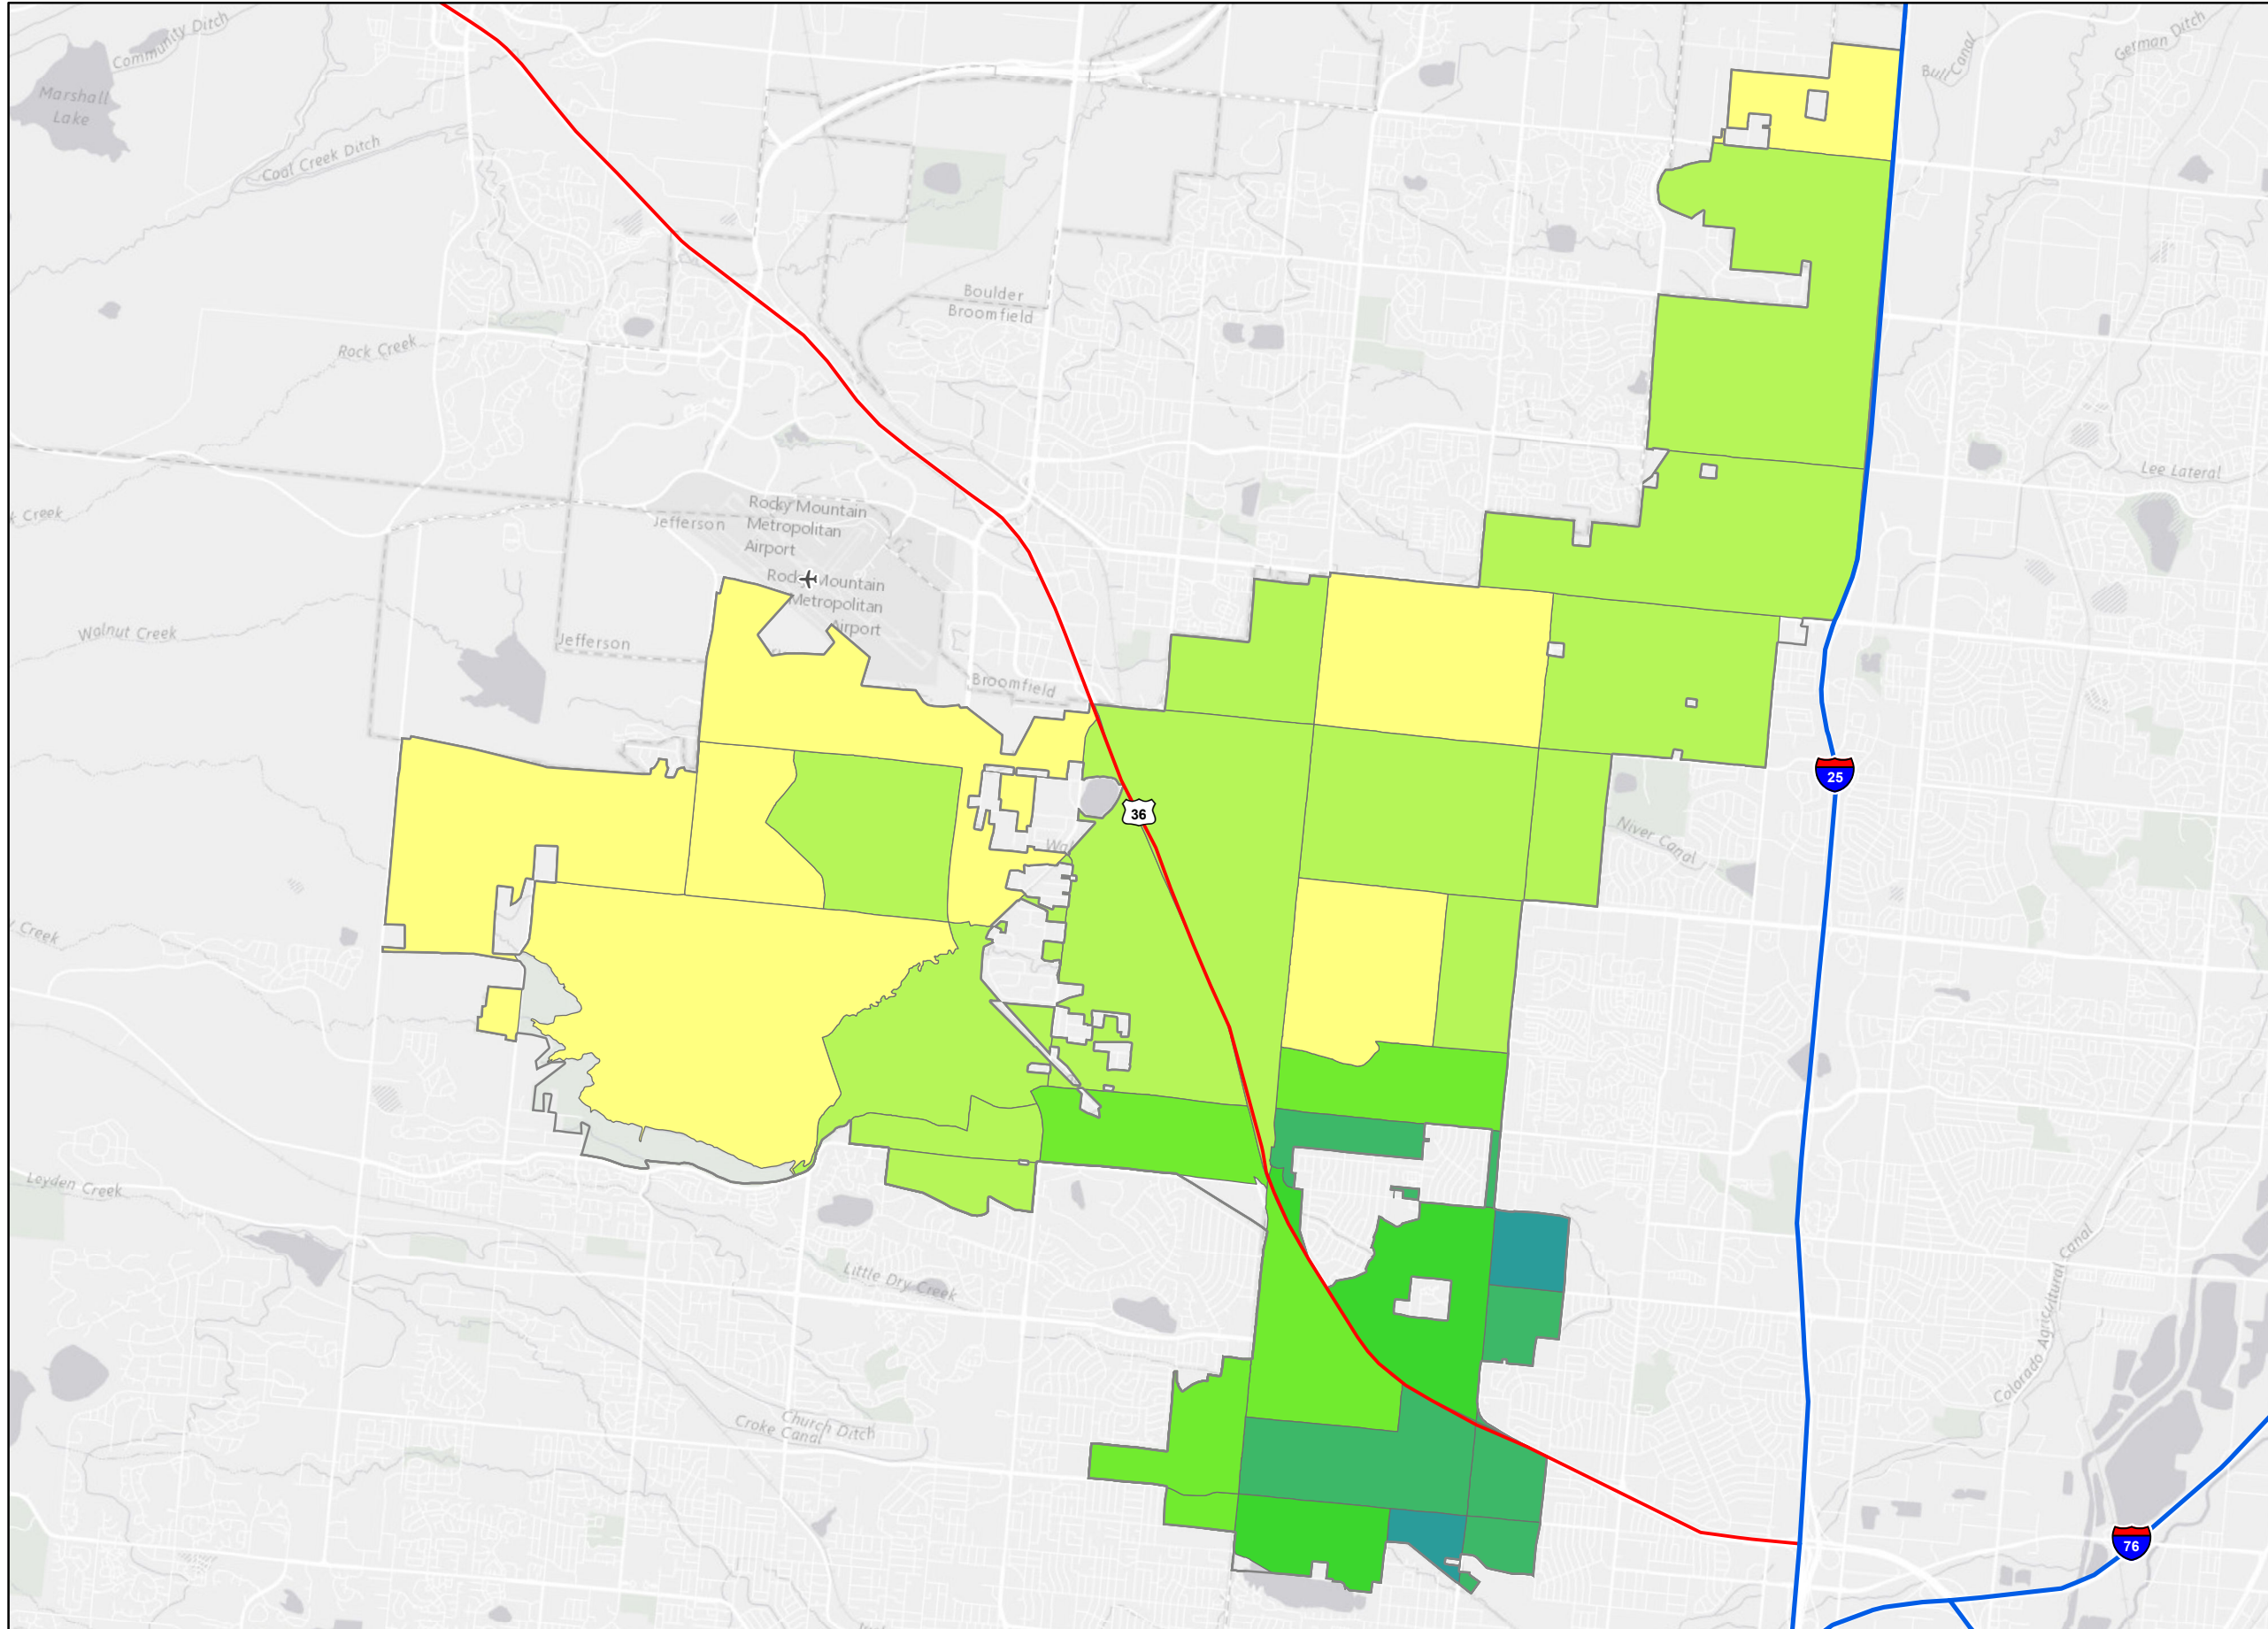 Community Ditch
German Ditch
Bull Canal
Marshall
Lake
Coal Creek Ditch
Boulder
Broomfield
Rock Creek
Lee Lateral
Rocky Mountain
Metropolitan
Airport
Jefferson
k Creek
Rocky Mountain
Metropolitan
Airport
Walnut Creek
Jefferson
Broomfield
25
36
Wal
Niver Canal
y Creek
Leyden Creek
Little Dry Creek
Colorado Agricultural Canal
Church Ditch
Croke Canal
76